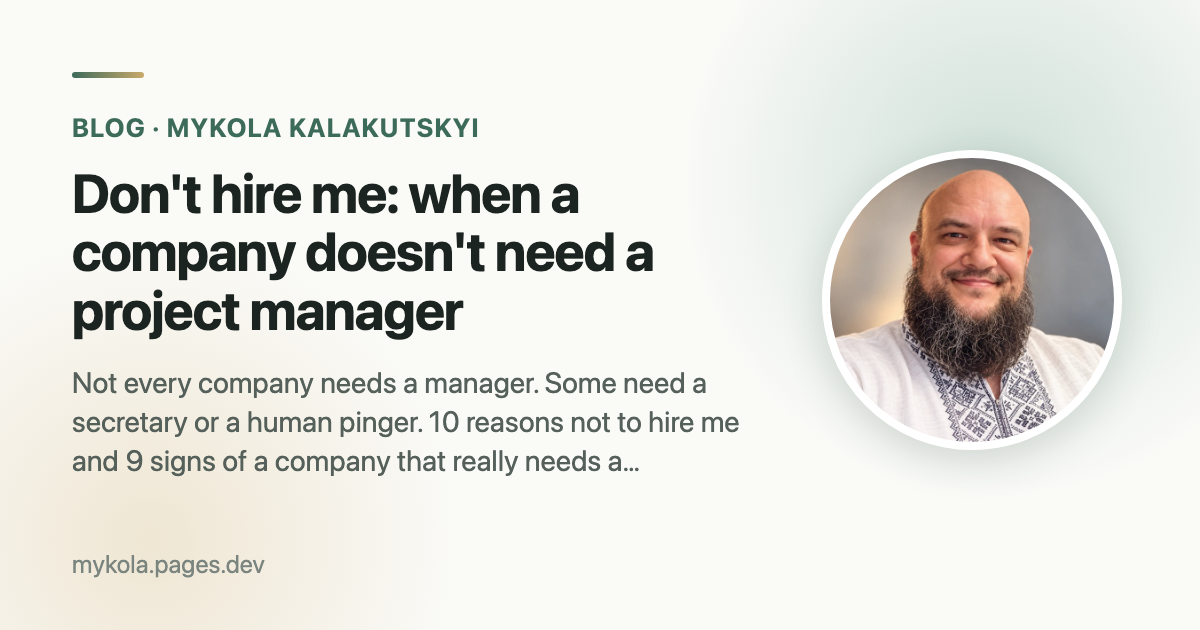 BLOG · MYKOLA KALAKUTSKYI
Don't hire me: when a
company doesn't need a
project manager
Not every company needs a manager. Some need a
secretary or a human pinger. 10 reasons not to hire me
and 9 signs of a company that really needs a...
mykola.pages.dev